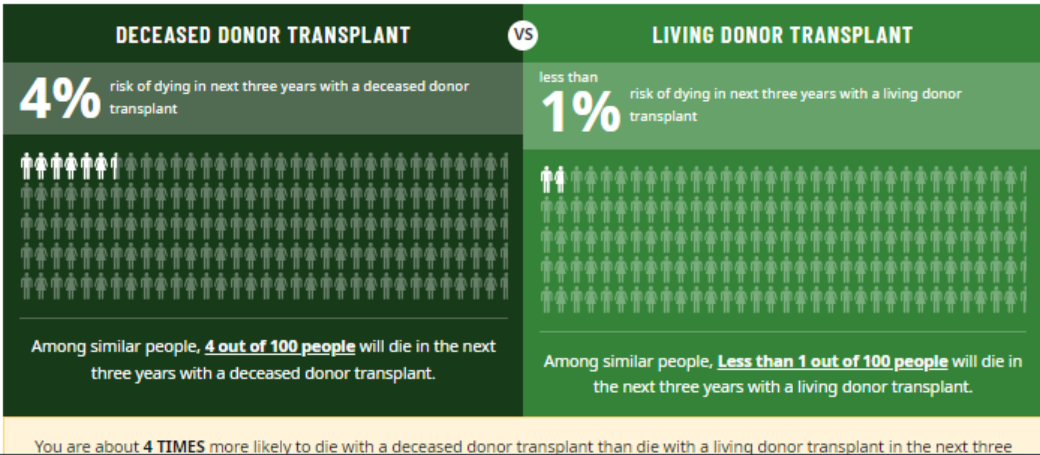 DECEASED DONOR TRANSPLANT
VS
LIVING DONOR TRANSPLANT
4%
risk of dying in next three years with a deceased donor
transplant
less than
1%
risk of dying in next three years with a living donor
transplant
Among similar people, 4 out of 100 people will die in the next
three years with a deceased donor transplant.
Among similar people, Less than 1 out of 100 people will die in
the next three years with a living donor transplant.
You are about 4 TIMES more likely to die with a deceased donor transplant than die with a living donor transplant in the next three